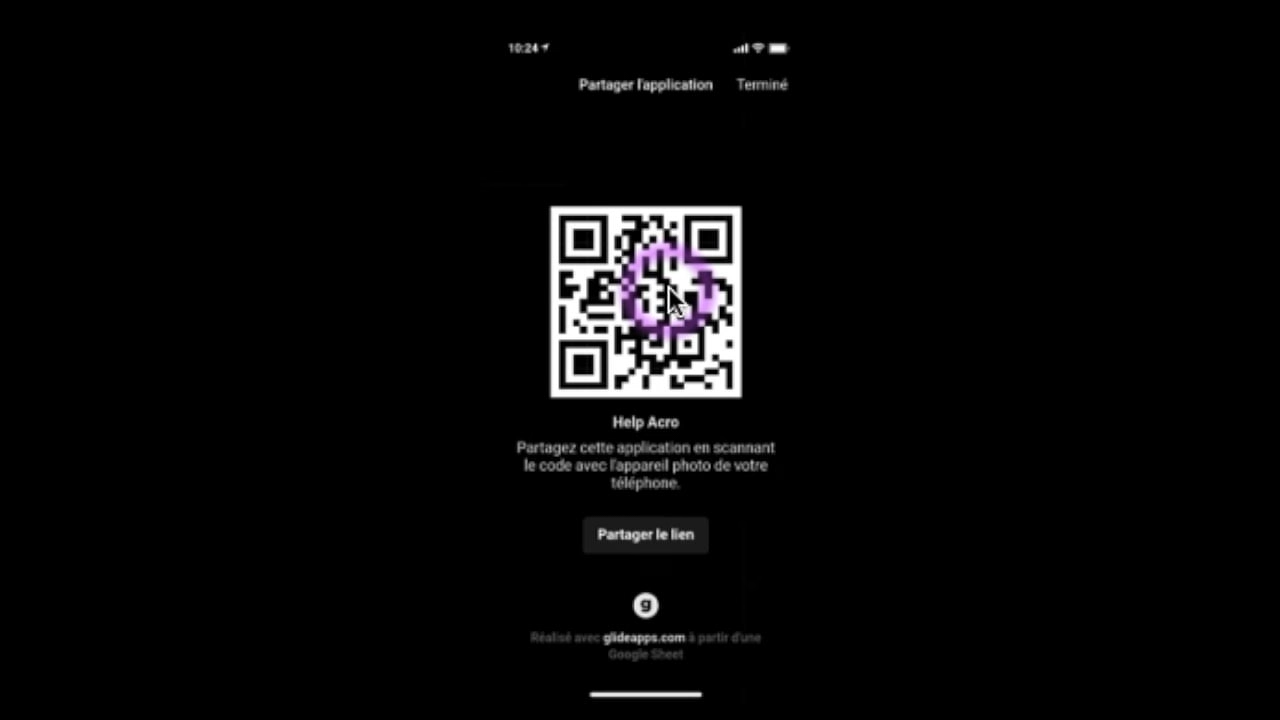 10:24
Partager l'application
Terminé
Help Acro
Partagez cette application en scannant
le code avec l'appareil photo de votre
téléphone.
Partager le lien
g
Réalisé avec glideapps.com à partir d'une
Google Sheet